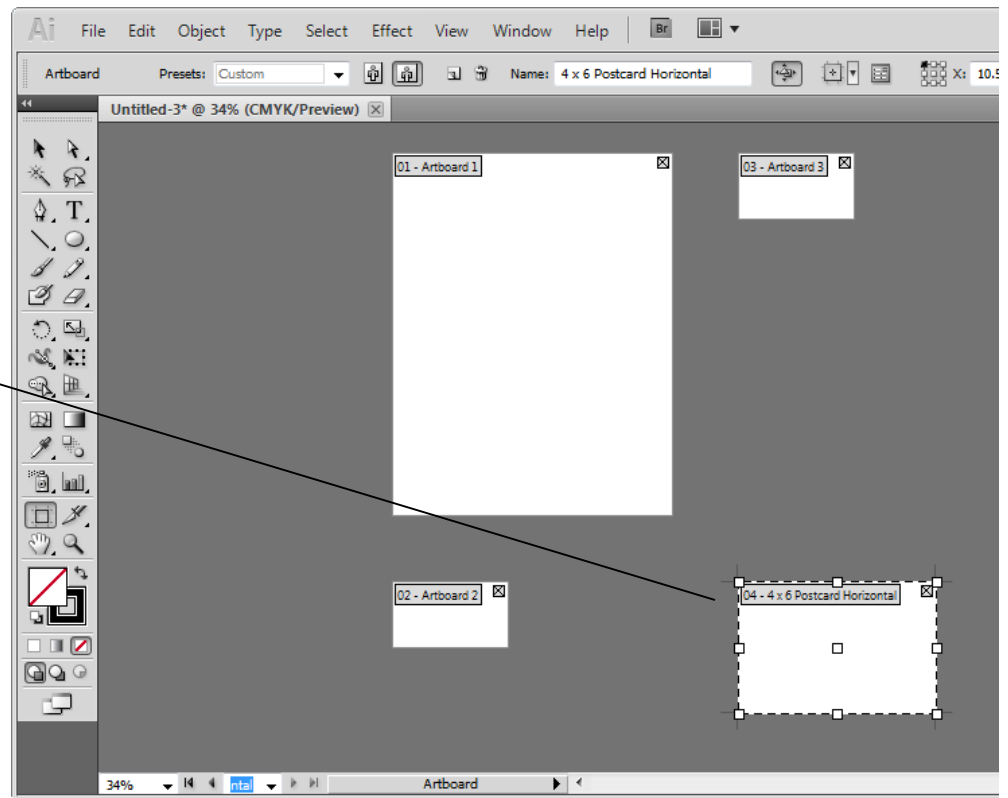 Ai File Edit Object Type Select Effect View Window Help Br
Artboard Presets: Custom Name: 4 x 6 Postcard Horizontal X: 10.5
Untitled-3* @ 34% (CMYK/Preview)
01 - Artboard 1
03 - Artboard 3
T
02 - Artboard 2
04 - 4 x 6 Postcard Horizontal
34% ntal Artboard